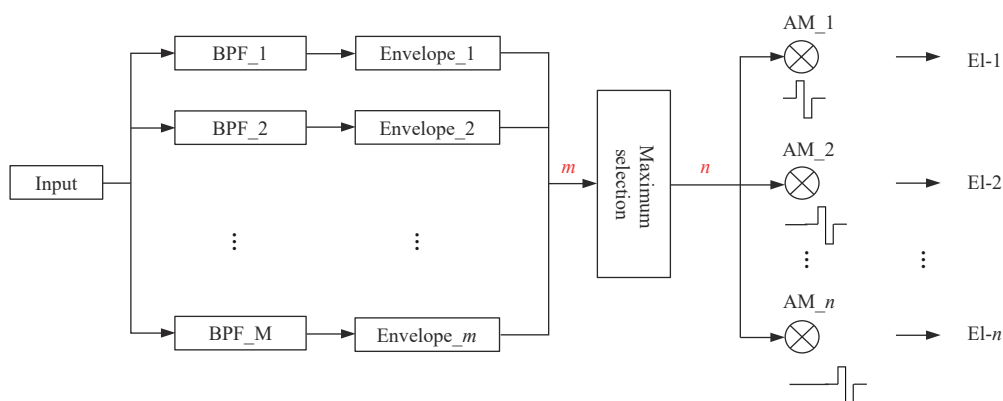 AM_1
BPF_1
Envelope_1
El-1
BPF_2
Envelope_2
AM_2
Input
m
Maximum
selection
n
El-2
⋮
⋮
⋮
⋮
AM_n
BPF_M
Envelope_m
El-n